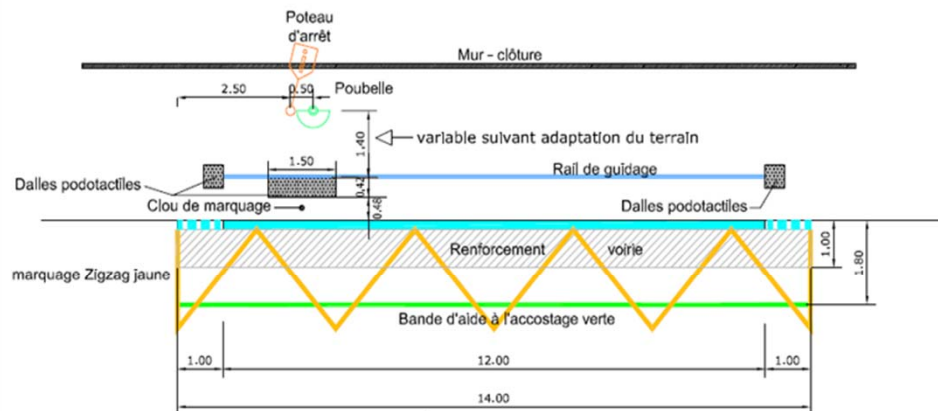 Poteau
d'arrêt
Mur - clôture
2.50
0.50
Poubelle
1.40
variable suivant adaptation du terrain
1.50
Rail de guidage
Dalles podotactiles
0.42
Clou de marquage
0.48
Dalles podotactiles
Renforcement voirie
1.00
marquage Zigzag jaune
1.80
Bande d'aide à l'accostage verte
1.00
12.00
1.00
14.00